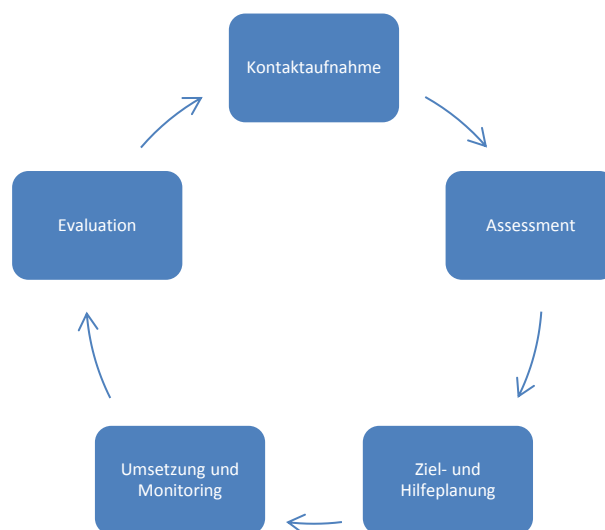 Kontaktaufnahme
Assessment
Ziel- und
Hilfeplanung
Umsetzung und
Monitoring
Evaluation